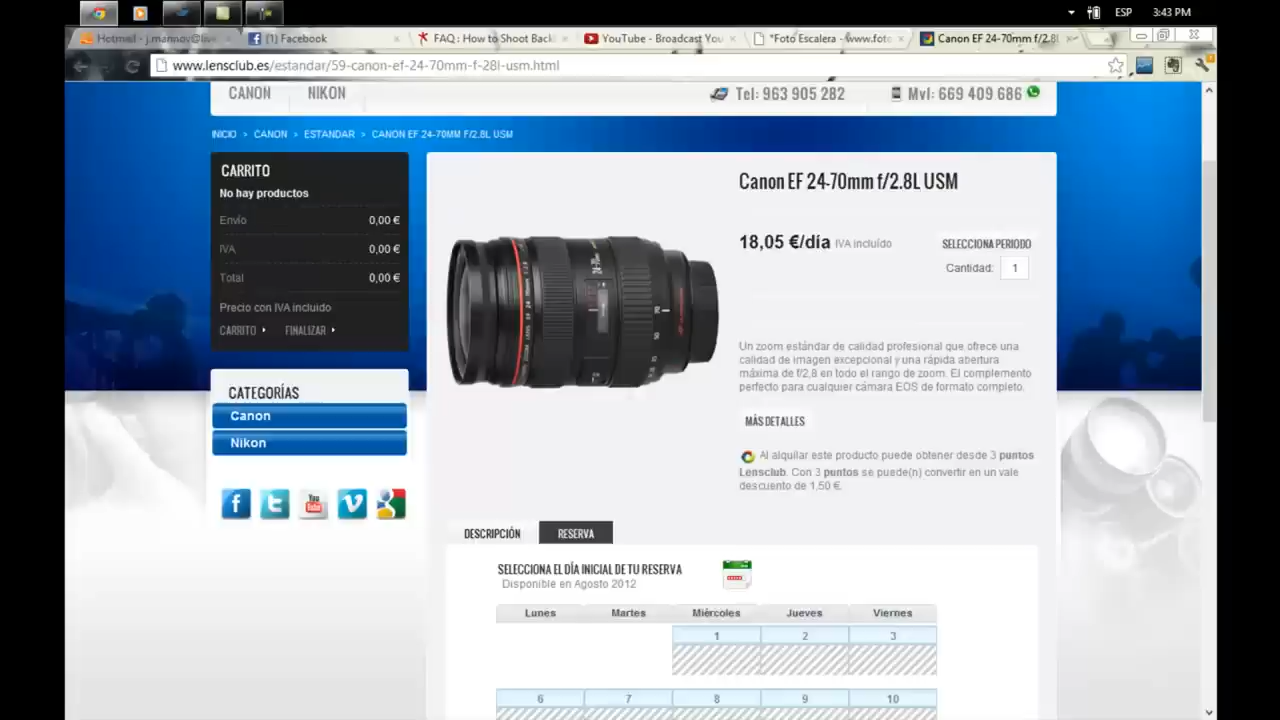 ESP 3:43 PM
Hotmail - j.mannov@live
(1) Facebook
FAQ : How to Shoot Back
YouTube - Broadcast You
*Foto Escalera - www.foto
Canon EF 24-70mm f/2.8l
www.lensclub.es/estandar/59-canon-ef-24-70mm-f-28l-usm.html
CANON NIKON
Tel: 963 905 282 Mvl: 669 409 686
INICIO > CANON > ESTANDAR > CANON EF 24-70MM F/2.8L USM
CARRITO
No hay productos
Envío 0,00 €
IVA 0,00 €
Total 0,00 €
Precio con IVA incluido
CARRITO FINALIZAR
CATEGORÍAS
Canon
Nikon
Canon EF 24-70mm f/2.8L USM
18,05 €/día IVA incluído
SELECCIONA PERIODO
Cantidad: 1
Un zoom estándar de calidad profesional que ofrece una
calidad de imagen excepcional y una rápida abertura
máxima de f/2,8 en todo el rango de zoom. El complemento
perfecto para cualquier cámara EOS de formato completo.
MÁS DETALLES
Al alquilar este producto puede obtener desde 3 puntos
Lensclub. Con 3 puntos se puede(n) convertir en un vale
descuento de 1,50 €.
DESCRIPCIÓN RESERVA
SELECCIONA EL DÍA INICIAL DE TU RESERVA
Disponible en Agosto 2012
Lunes Martes Miércoles Jueves Viernes
1 2 3
6 7 8 9 10